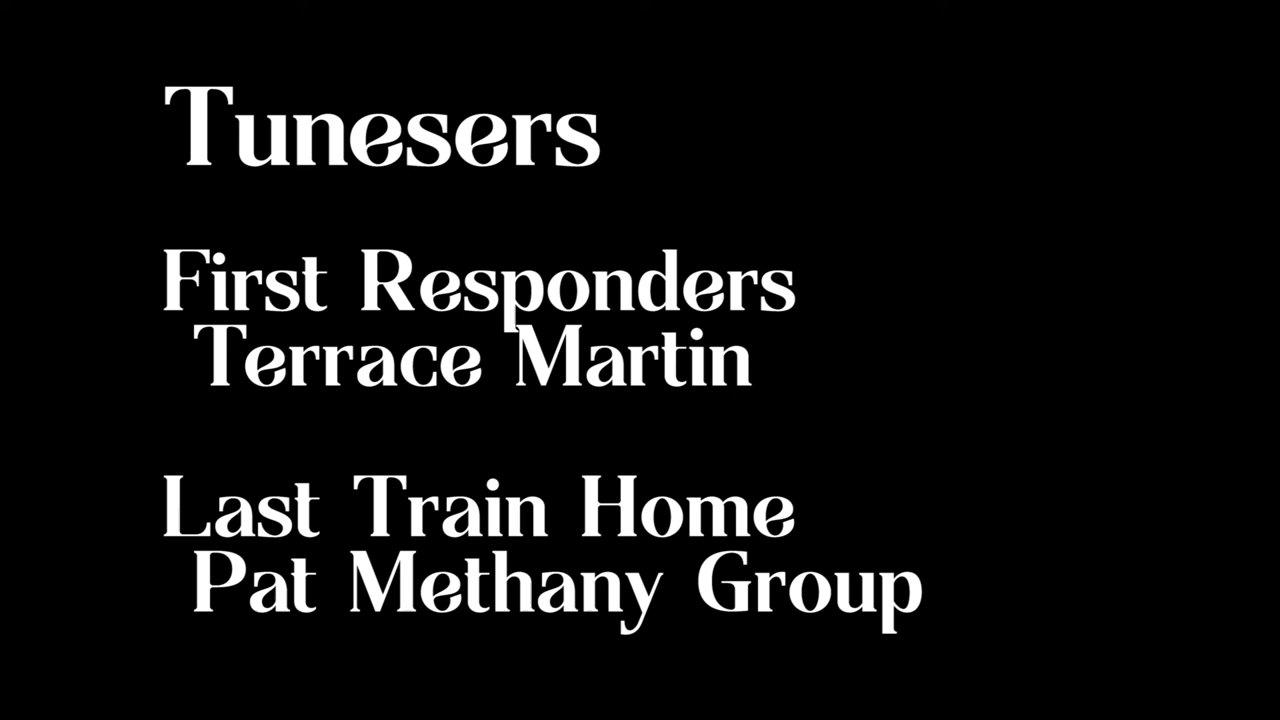 Tunesers
First Responders
Terrace Martin
Last Train Home
Pat Methany Group